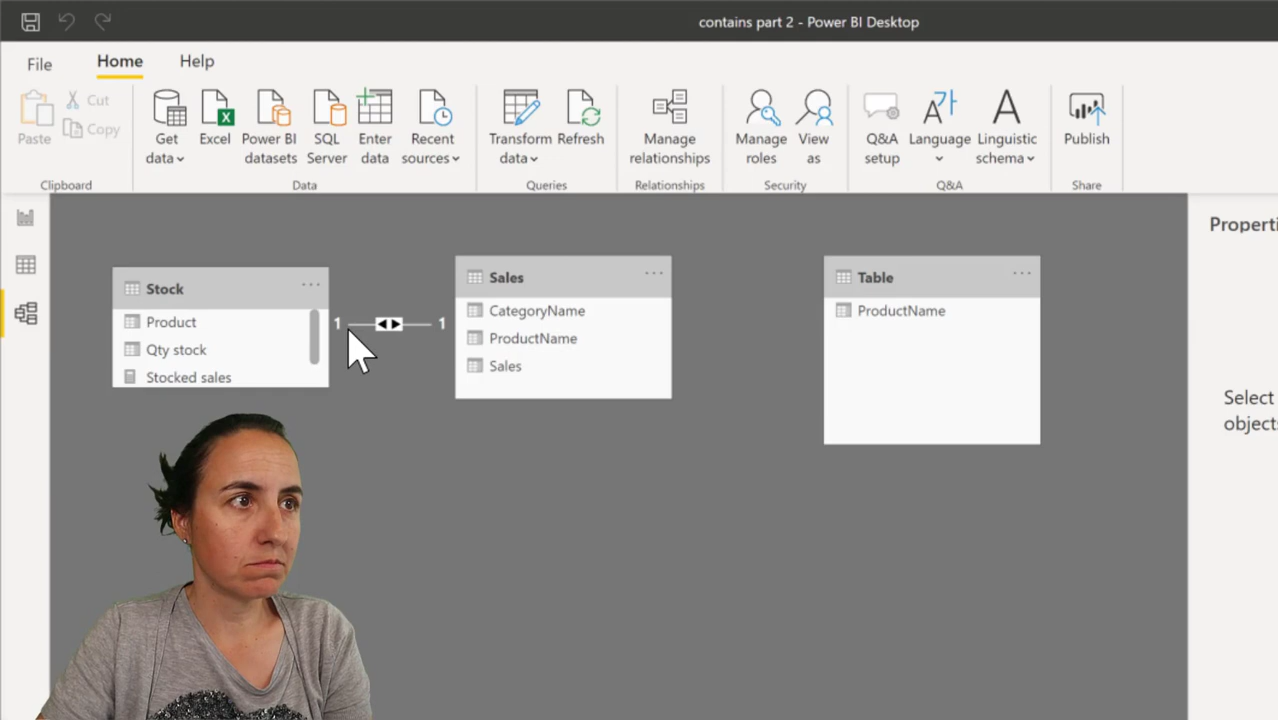 contains part 2 - Power BI Desktop
File
Home
Help
Paste
Cut
Copy
Get data
Excel
Power BI datasets
SQL Server
Enter data
Recent sources
Transform data
Refresh
Manage relationships
Manage roles
View as
Q&A setup
Language
Linguistic schema
Publish
Clipboard
Data
Queries
Relationships
Security
Q&A
Share
Properti
Stock
Product
Qty stock
Stocked sales
1
1
Sales
CategoryName
ProductName
Sales
Table
ProductName
Select
object